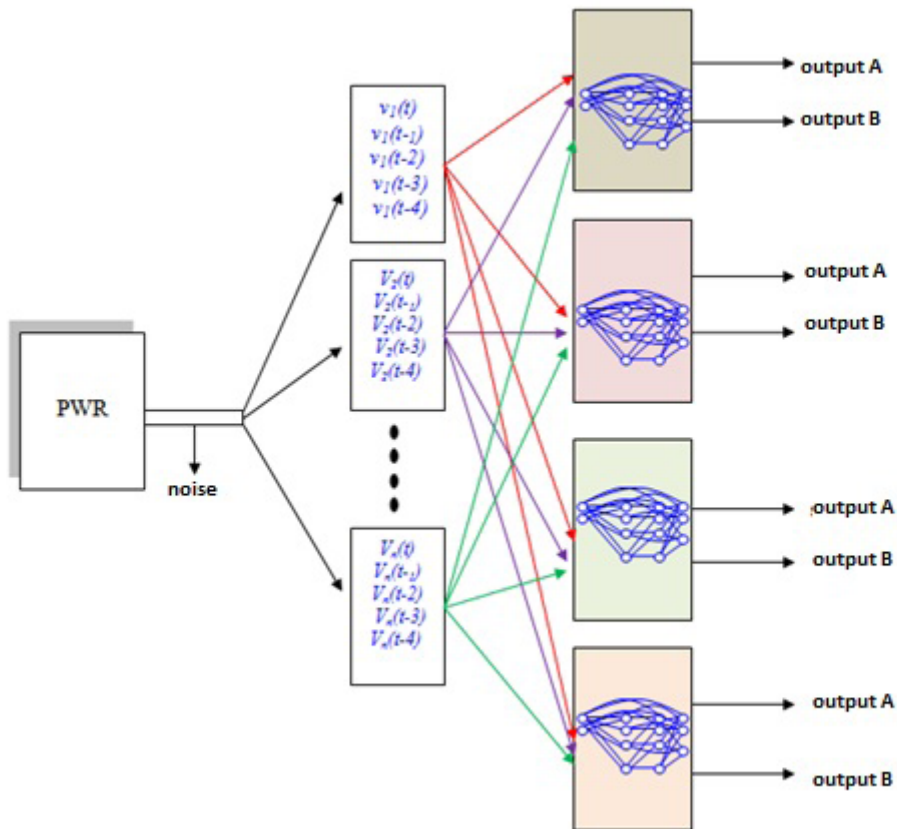 PWR
noise
v1(t)
v1(t-1)
v1(t-2)
v1(t-3)
v1(t-4)
V2(t)
V2(t-1)
V2(t-2)
V2(t-3)
V2(t-4)
Vn(t)
Vn(t-1)
Vn(t-2)
Vn(t-3)
Vn(t-4)
output A
output B
output A
output B
output A
output B
output A
output B